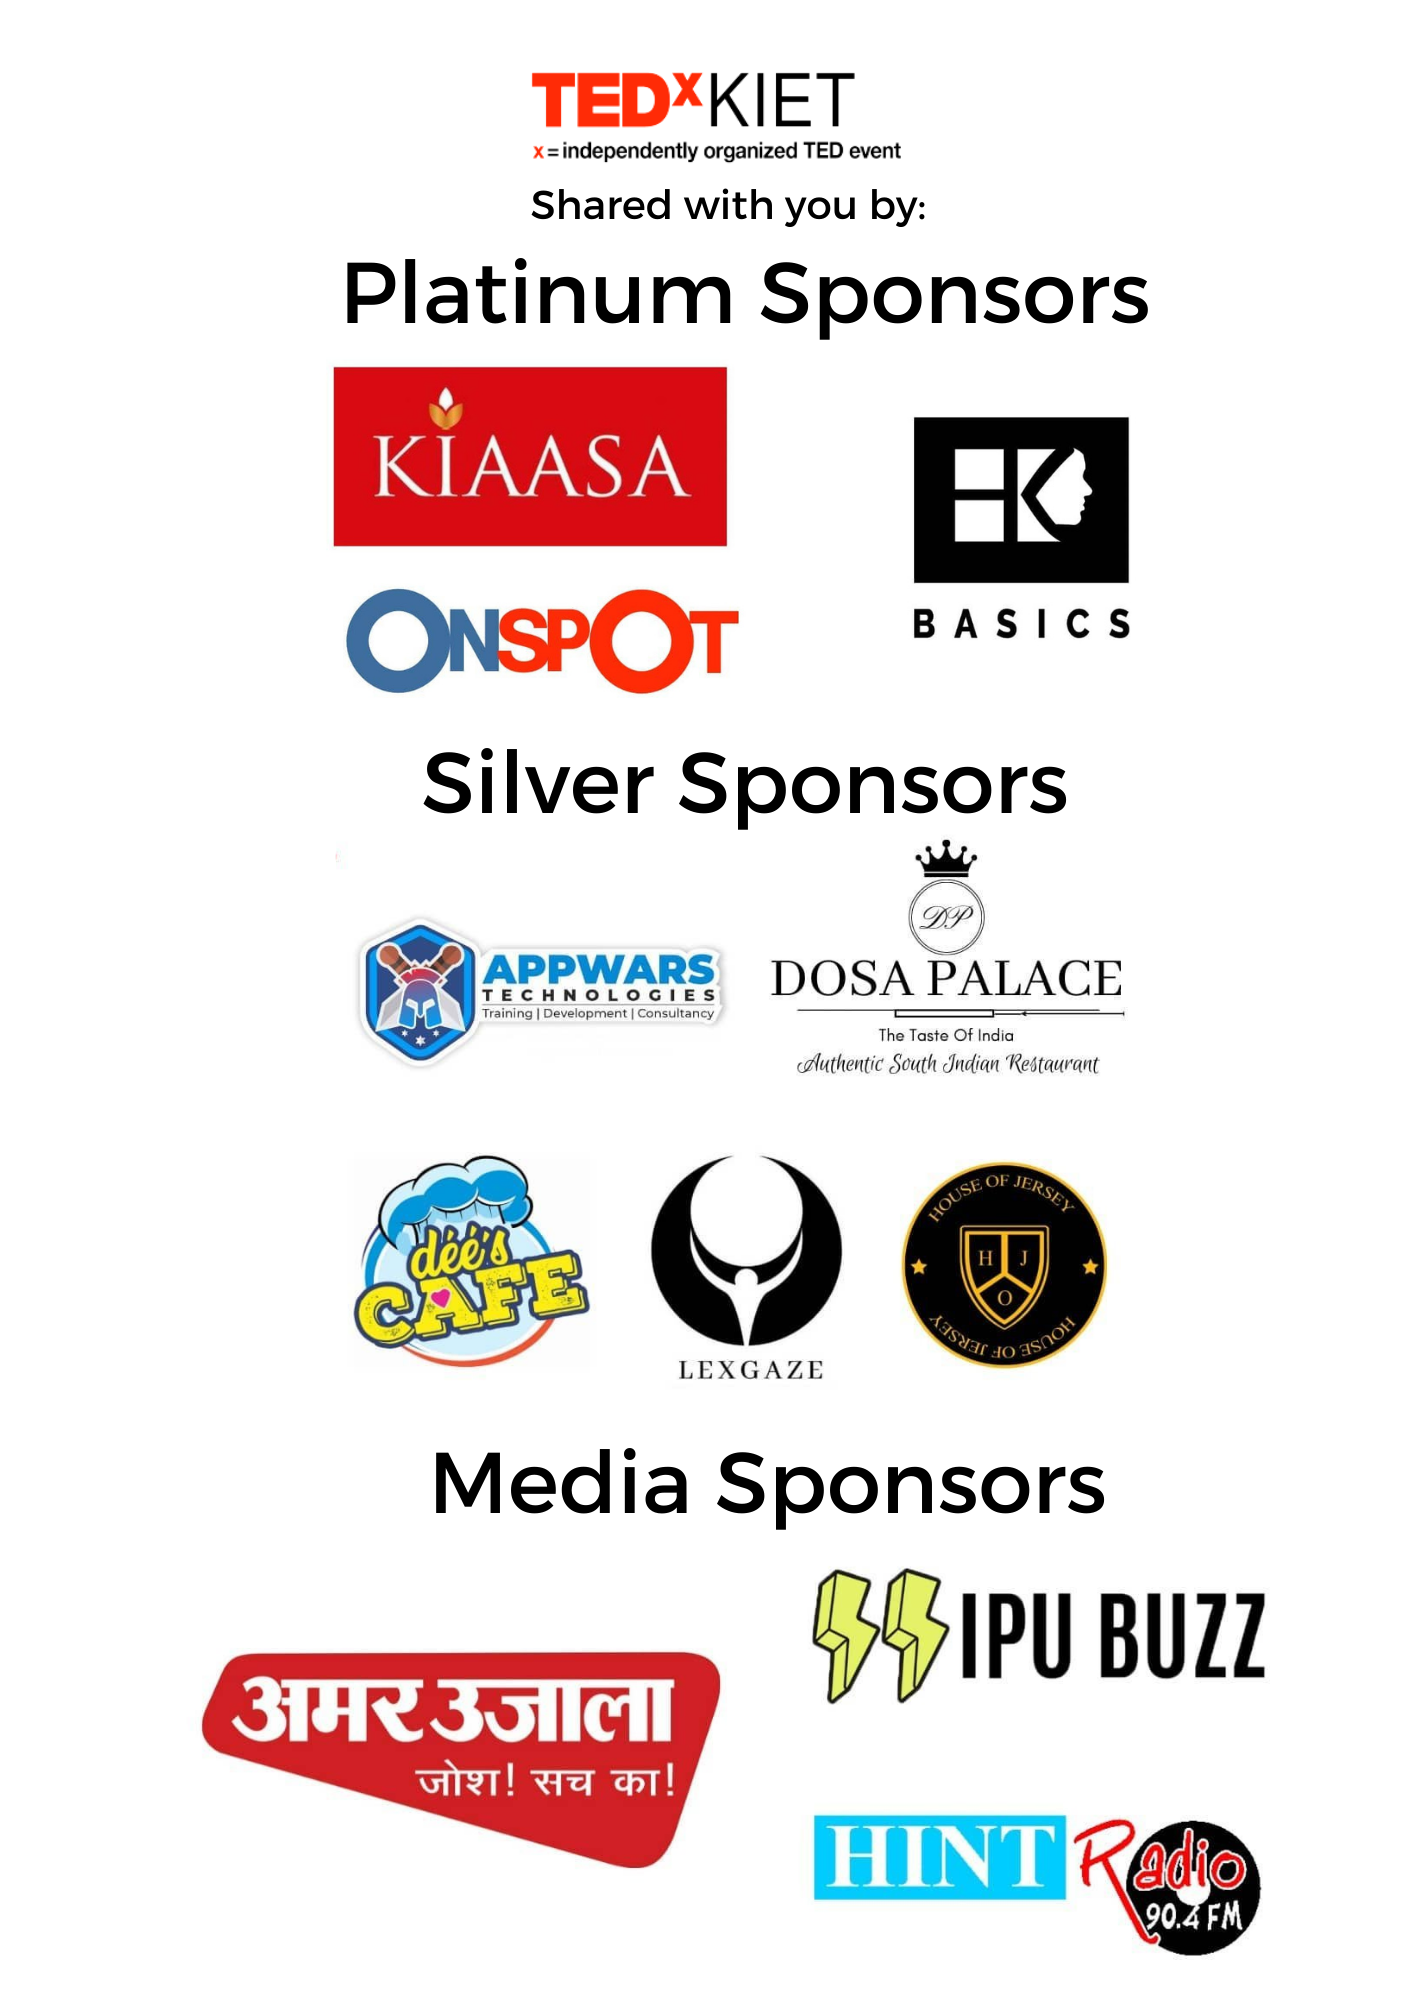 TEDxKIET
x = independently organized TED event
Shared with you by:
Platinum Sponsors
KIAASA
HK
BASICS
ONSPOT
Silver Sponsors
APPWARS
TECHNOLOGIES
Training | Development | Consultancy
DP
DOSA PALACE
The Taste Of India
Authentic South Indian Restaurant
déé's
CAFE
LEXGAZE
HOUSE OF JERSEY
H J
O
HOUSE OF JERSEY
Media Sponsors
अमर उजाला
जोश! सच का!
IPU BUZZ
HINT Radio
90.4 FM